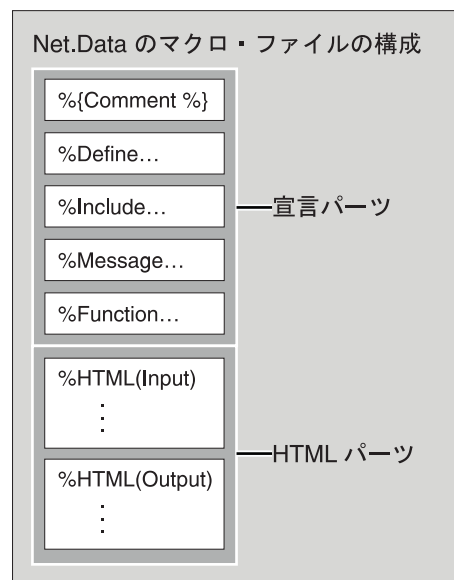 Net.Data のマクロ・ファイルの構成
%{Comment %}
%Define…
%Include…
宣言パーツ
%Message…
%Function…
%HTML(Input)
⋮
HTML パーツ
%HTML(Output)
⋮